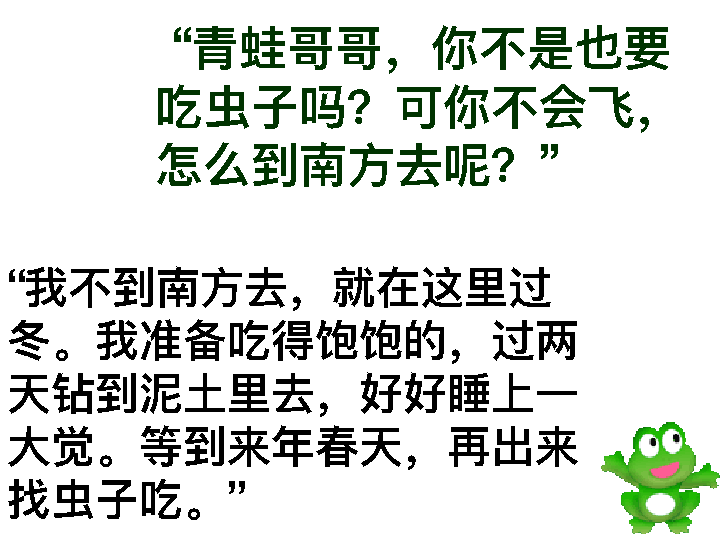 “青蛙哥哥，你不是也要
吃虫子吗？可你不会飞，
怎么到南方去呢？”
“我不到南方去，就在这里过
冬。我准备吃得饱饱的，过两
天钻到泥土里去，好好睡上一
大觉。等到来年春天，再出来
找虫子吃。”